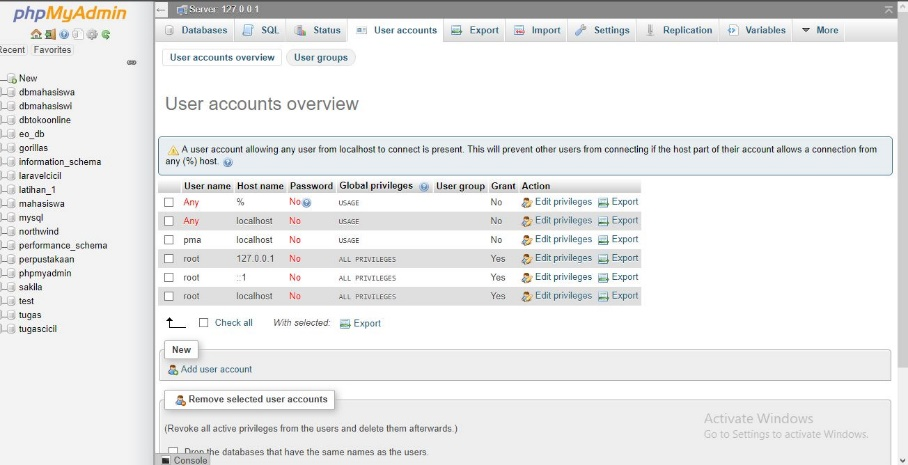 phpMyAdmin
Recent Favorites
New
dbmahasiswa
dbmahasiswi
dbtokoonline
eo_db
gorillas
information_schema
laravelcicil
latihan_1
mahasiswa
mysql
northwind
performance_schema
perpustakaan
phpmyadmin
sakila
test
tugas
tugascicil
Server: 127.0.0.1
Databases SQL Status User accounts Export Import Settings Replication Variables More
User accounts overview User groups
User accounts overview
A user account allowing any user from localhost to connect is present. This will prevent other users from connecting if the host part of their account allows a connection from
any (%) host.
User name Host name Password Global privileges User group Grant Action
Any % No USAGE No Edit privileges Export
Any localhost No USAGE No Edit privileges Export
pma localhost No USAGE No Edit privileges Export
root 127.0.0.1 No ALL PRIVILEGES Yes Edit privileges Export
root ::1 No ALL PRIVILEGES Yes Edit privileges Export
root localhost No ALL PRIVILEGES Yes Edit privileges Export
Check all With selected: Export
New
Add user account
Remove selected user accounts
(Revoke all active privileges from the users and delete them afterwards.)
Drop the databases that have the same names as the users.
Console
Activate Windows
Go to Settings to activate Windows.